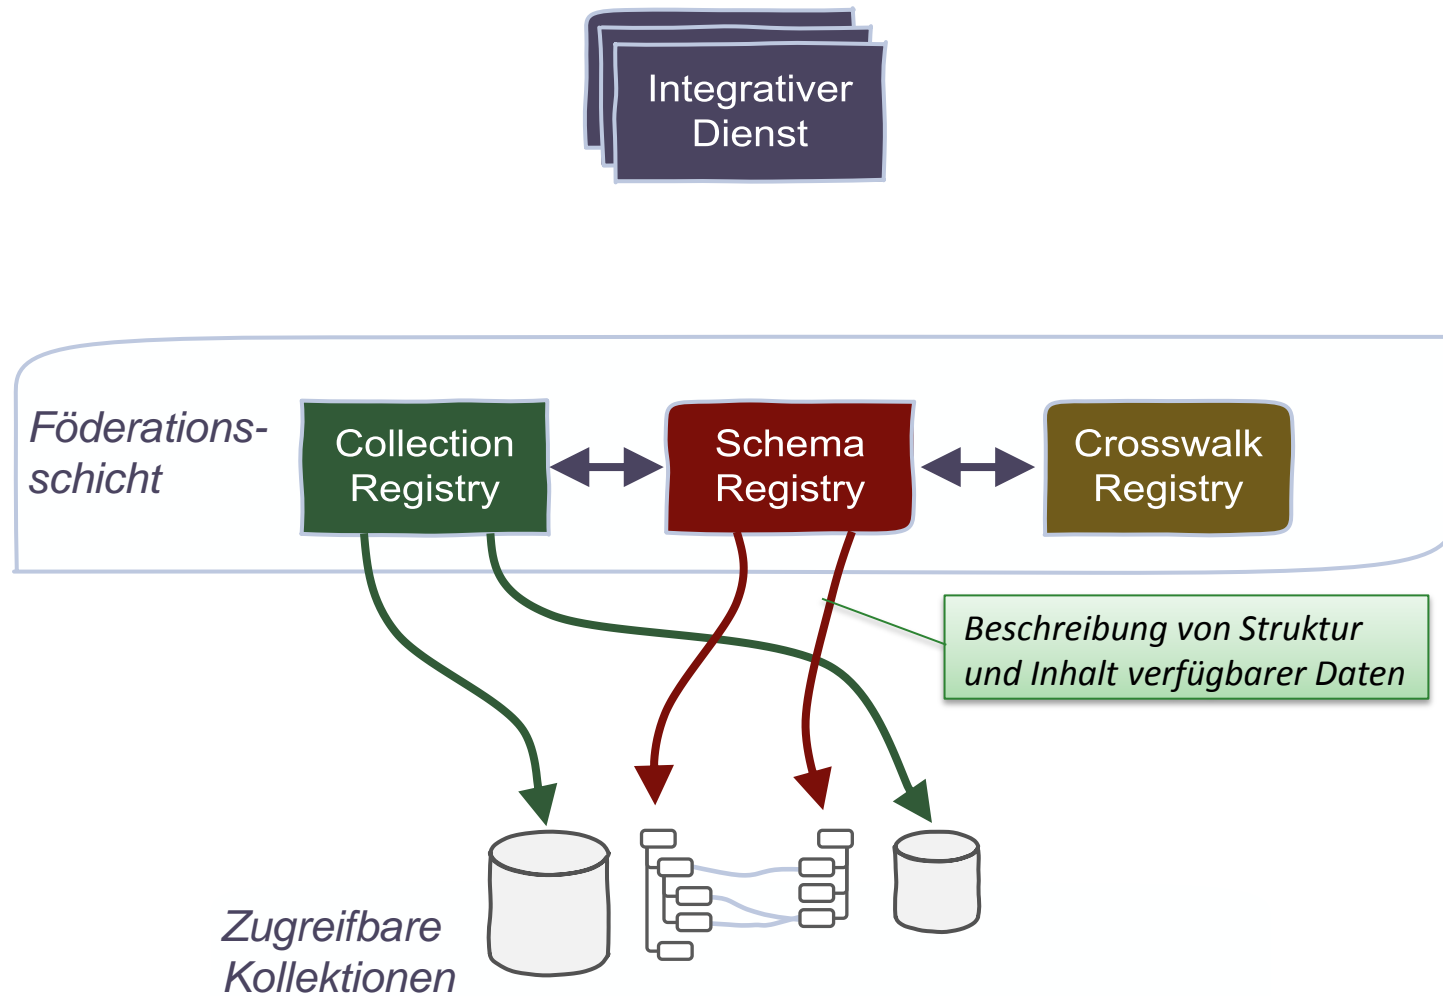 Integrativer
Dienst
Föderations-
schicht
Collection
Registry
Schema
Registry
Crosswalk
Registry
Beschreibung von Struktur
und Inhalt verfügbarer Daten
Zugreifbare
Kollektionen